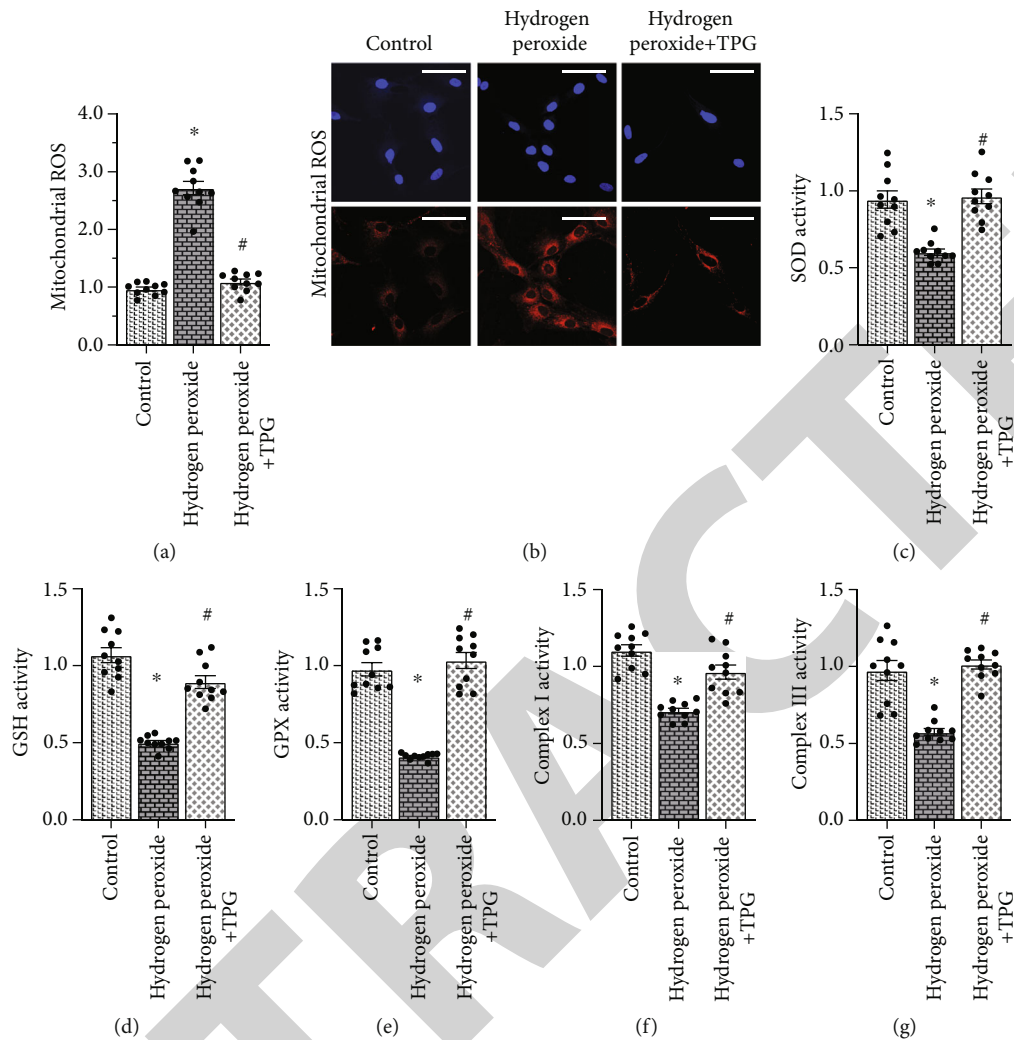 Control
Hydrogen
peroxide
Hydrogen
peroxide+TPG
Mitochondrial ROS
4.0
3.0
2.0
1.0
0.0
*
#
Mitochondrial ROS
Control
Hydrogen peroxide
Hydrogen peroxide
+TPG
(a)
(b)
SOD activity
1.5
1.0
0.5
0.0
*
#
Control
Hydrogen peroxide
Hydrogen peroxide
+TPG
(c)
GSH activity
1.5
1.0
0.5
0.0
*
#
Control
Hydrogen peroxide
Hydrogen peroxide
+TPG
(d)
GPX activity
1.5
1.0
0.5
0.0
*
#
Control
Hydrogen peroxide
Hydrogen peroxide
+TPG
(e)
Complex I activity
1.5
1.0
0.5
0.0
*
#
Control
Hydrogen peroxide
Hydrogen peroxide
+TPG
(f)
Complex III activity
1.5
1.0
0.5
0.0
*
#
Control
Hydrogen peroxide
Hydrogen peroxide
+TPG
(g)
TRACT